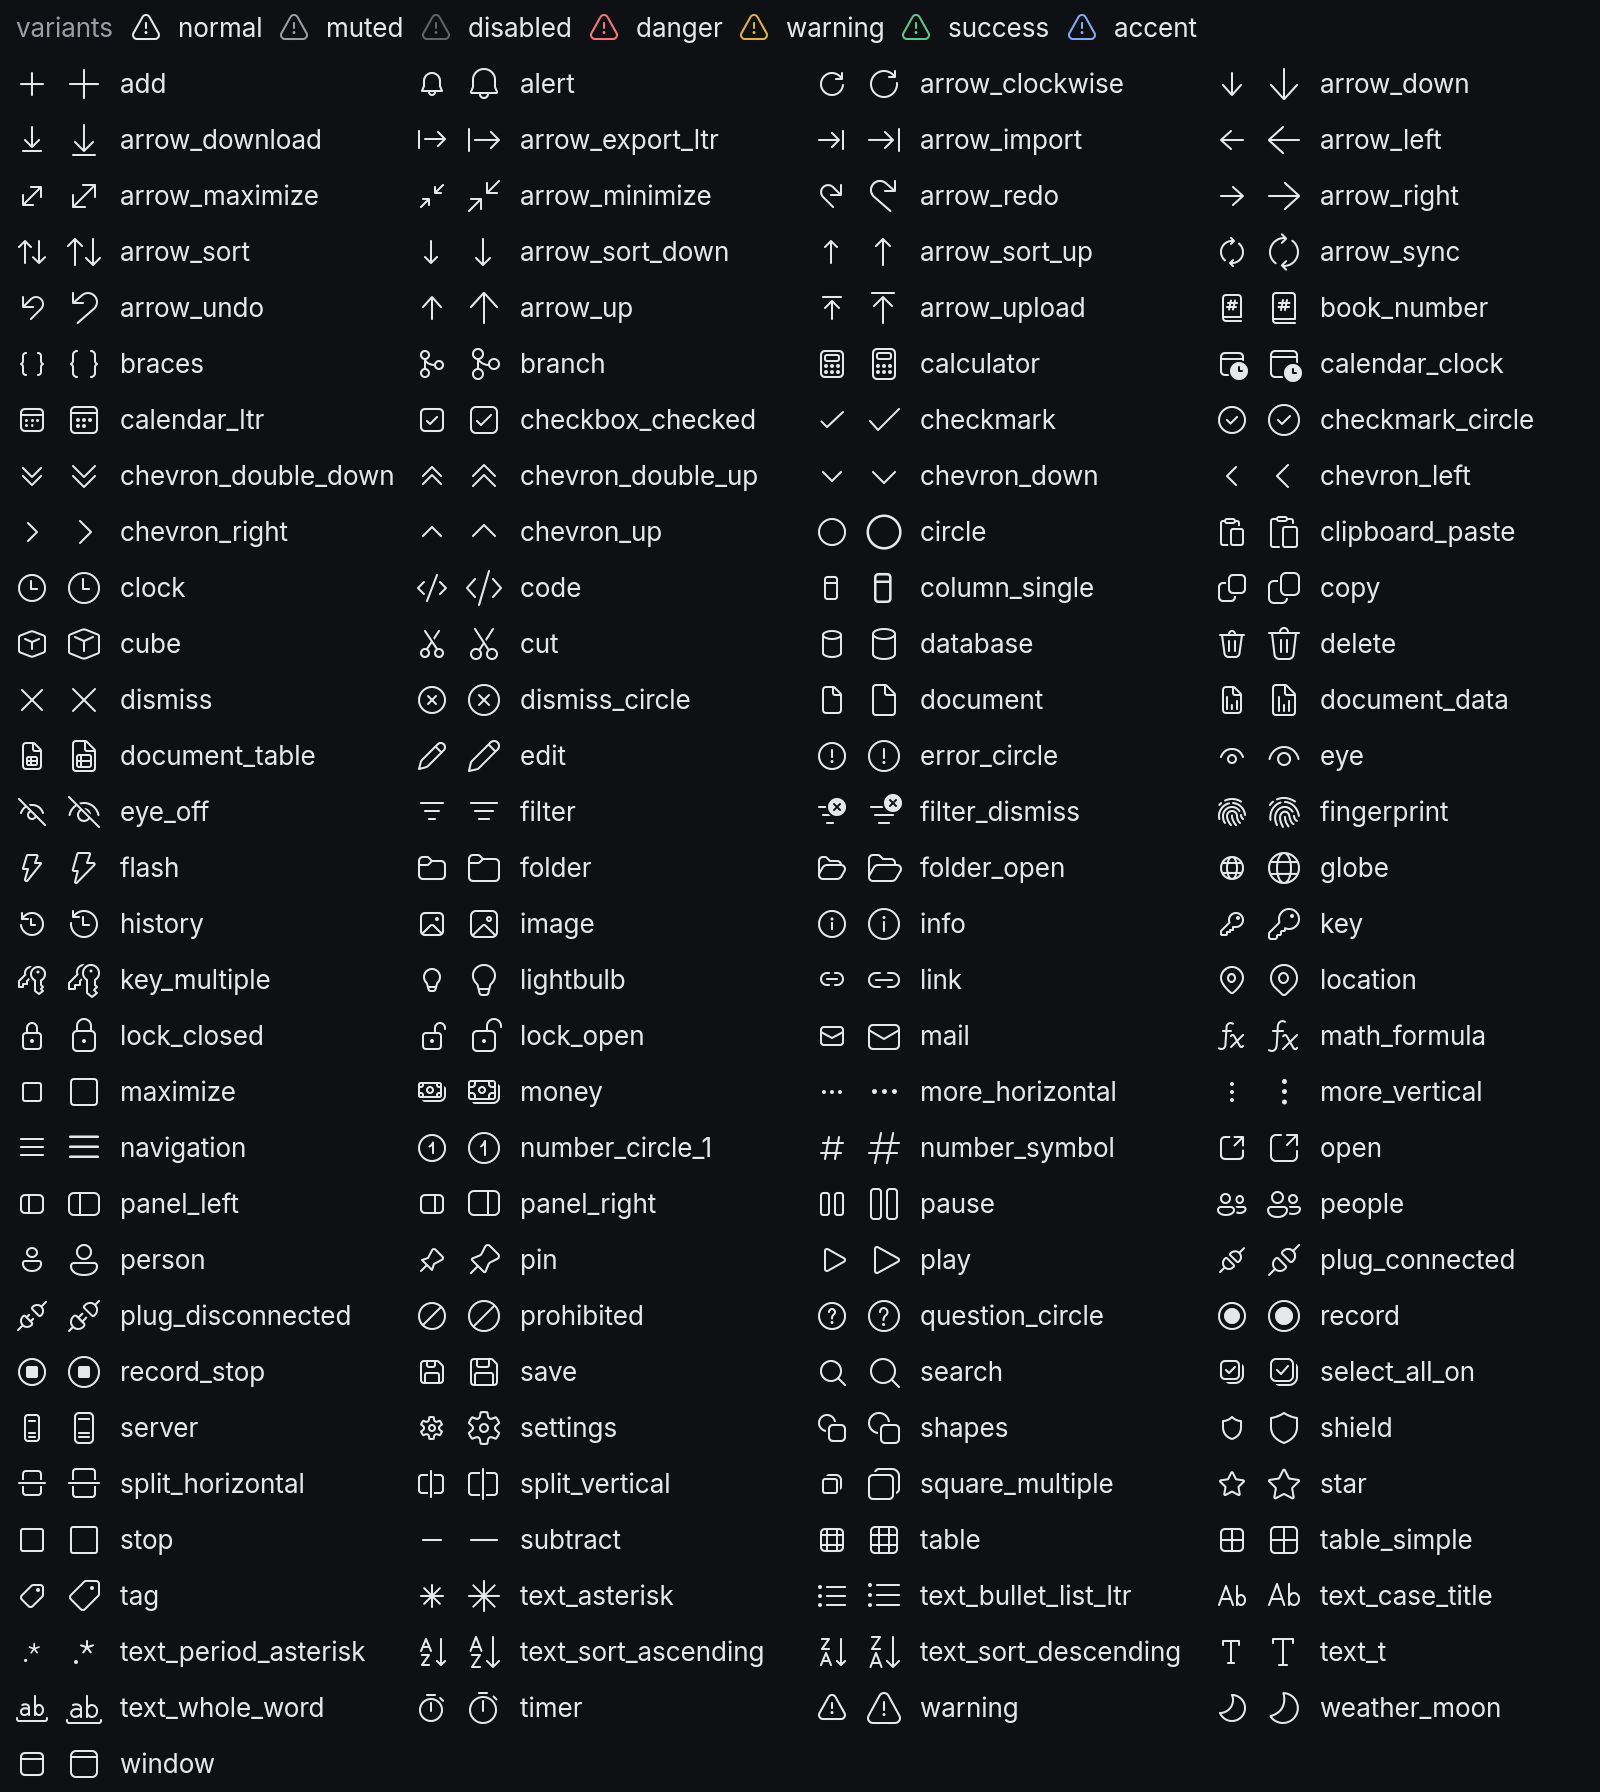 variants normal muted disabled danger warning success accent
add alert arrow_clockwise arrow_down
arrow_download arrow_export_ltr arrow_import arrow_left
arrow_maximize arrow_minimize arrow_redo arrow_right
arrow_sort arrow_sort_down arrow_sort_up arrow_sync
arrow_undo arrow_up arrow_upload book_number
braces branch calculator calendar_clock
calendar_ltr checkbox_checked checkmark checkmark_circle
chevron_double_down chevron_double_up chevron_down chevron_left
chevron_right chevron_up circle clipboard_paste
clock code column_single copy
cube cut database delete
dismiss dismiss_circle document document_data
document_table edit error_circle eye
eye_off filter filter_dismiss fingerprint
flash folder folder_open globe
history image info key
key_multiple lightbulb link location
lock_closed lock_open mail math_formula
maximize money more_horizontal more_vertical
navigation number_circle_1 number_symbol open
panel_left panel_right pause people
person pin play plug_connected
plug_disconnected prohibited question_circle record
record_stop save search select_all_on
server settings shapes shield
split_horizontal split_vertical square_multiple star
stop subtract table table_simple
tag text_asterisk text_bullet_list_ltr text_case_title
text_period_asterisk text_sort_ascending text_sort_descending text_t
text_whole_word timer warning weather_moon
window